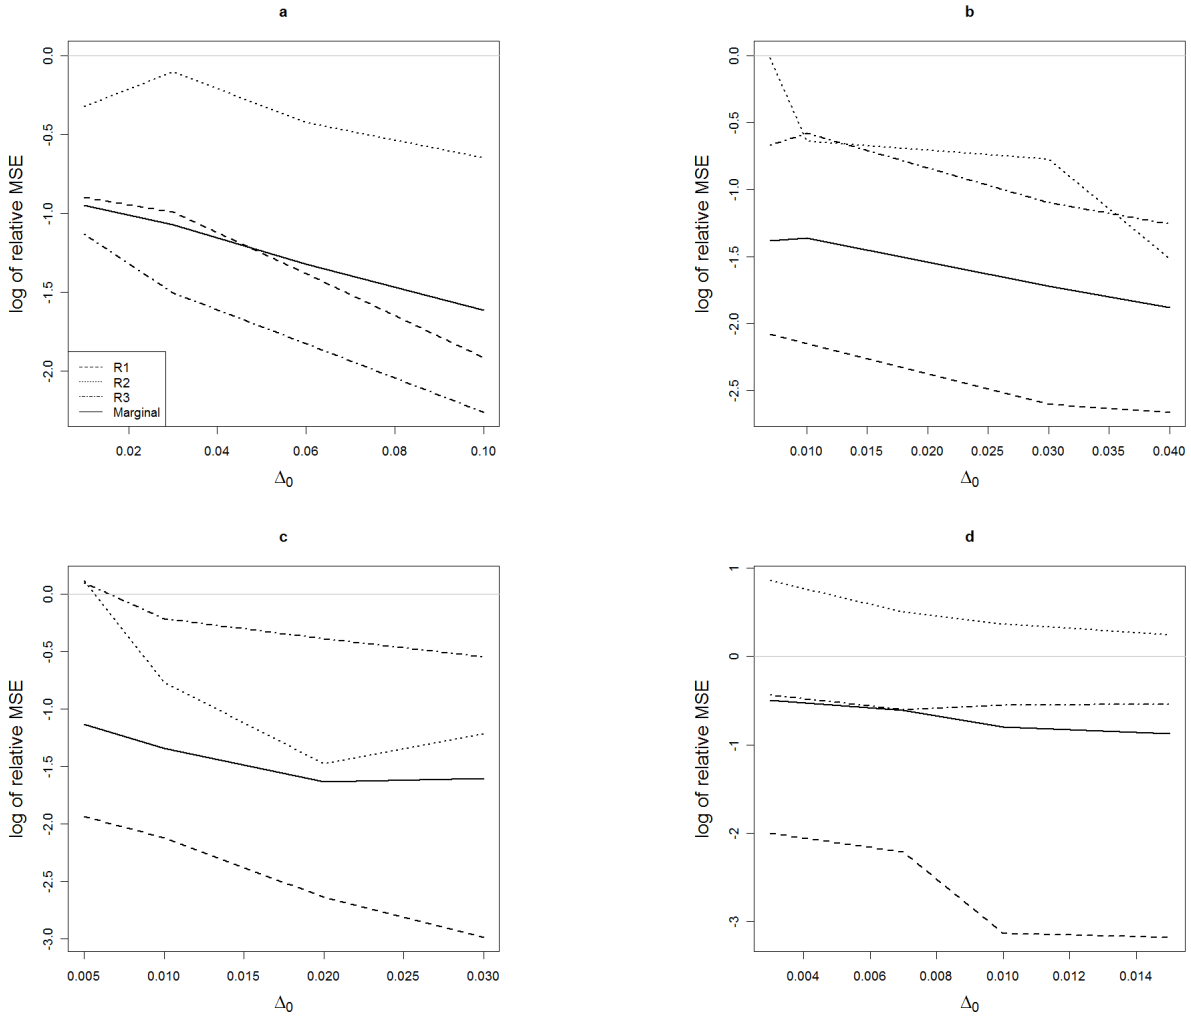 a
log of relative MSE
0.0
-0.5
-1.0
-1.5
-2.0
R1
R2
R3
Marginal
0.02 0.04 0.06 0.08 0.10
Δ0
b
log of relative MSE
0.0
-0.5
-1.0
-1.5
-2.0
-2.5
0.010 0.015 0.020 0.025 0.030 0.035 0.040
Δ0
c
log of relative MSE
0.0
-0.5
-1.0
-1.5
-2.0
-2.5
-3.0
0.005 0.010 0.015 0.020 0.025 0.030
Δ0
d
log of relative MSE
1
0
-1
-2
-3
0.004 0.006 0.008 0.010 0.012 0.014
Δ0